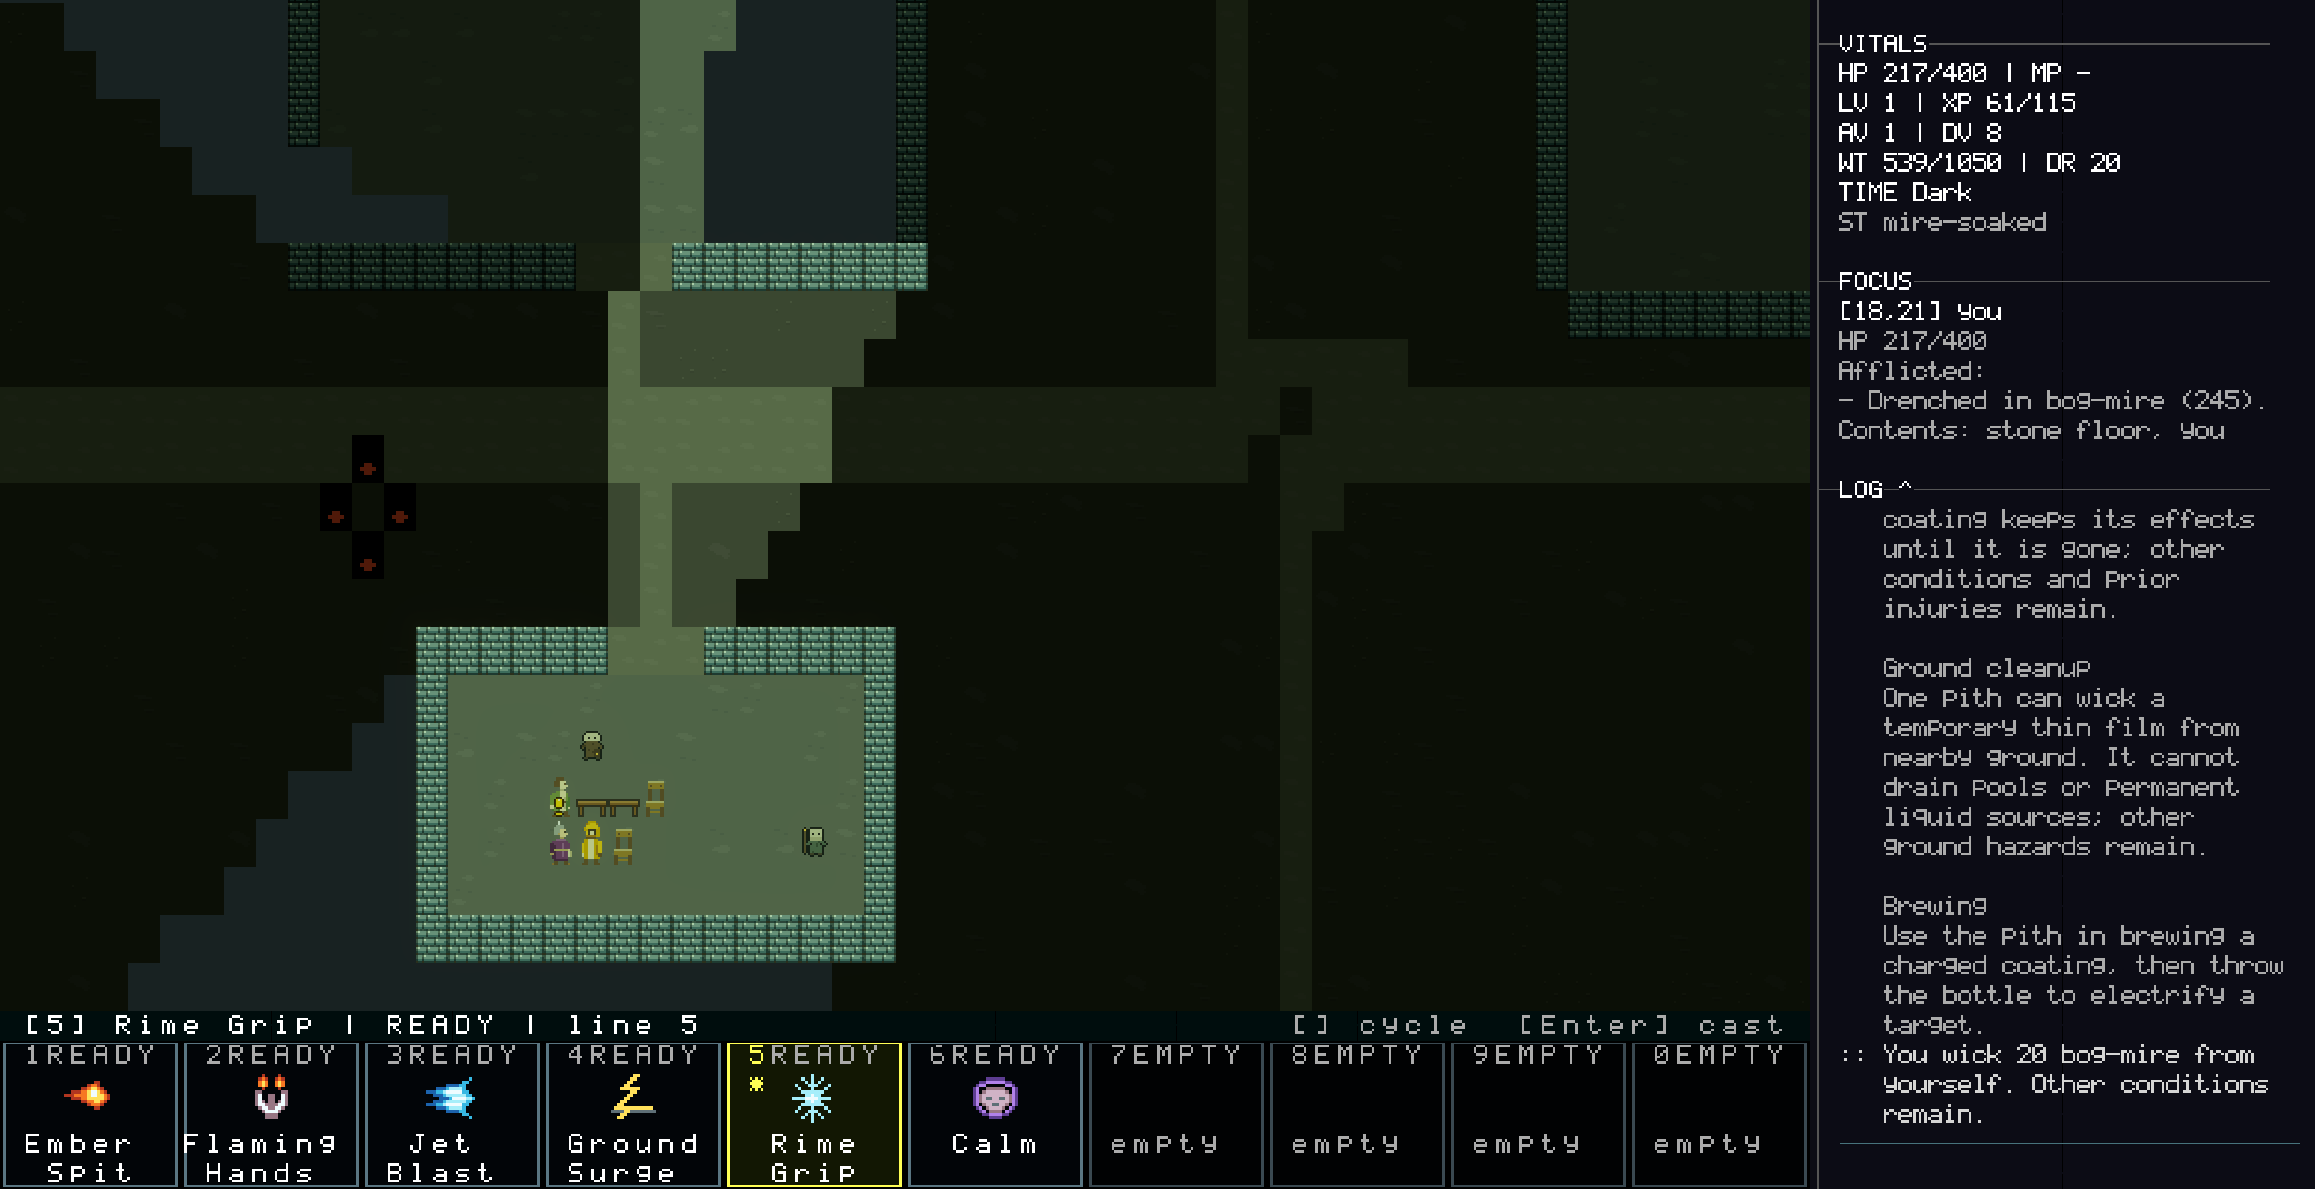 VITALS
HP 217/400 | MP -
LV 1 | XP 61/115
AV 1 | DV 8
WT 539/1050 | DR 20
TIME Dark
ST mire-soaked
FOCUS
[18,21] you
HP 217/400
Afflicted:
- Drenched in bog-mire (245).
Contents: stone floor, you
LOG ^
coating keeps its effects
until it is gone; other
conditions and prior
injuries remain.
Ground cleanup
One pith can wick a
temporary thin film from
nearby ground. It cannot
drain pools or permanent
liquid sources; other
ground hazards remain.
Brewing
Use the pith in brewing a
charged coating, then throw
the bottle to electrify a
target.
:: You wick 20 bog-mire from
yourself. Other conditions
remain.
[5] Rime Grip | READY | line 5
[] cycle [Enter] cast
1READY
Ember
Spit
2READY
Flaming
Hands
3READY
Jet
Blast
4READY
Ground
Surge
5READY
Rime
Grip
6READY
Calm
7EMPTY
empty
8EMPTY
empty
9EMPTY
empty
0EMPTY
empty